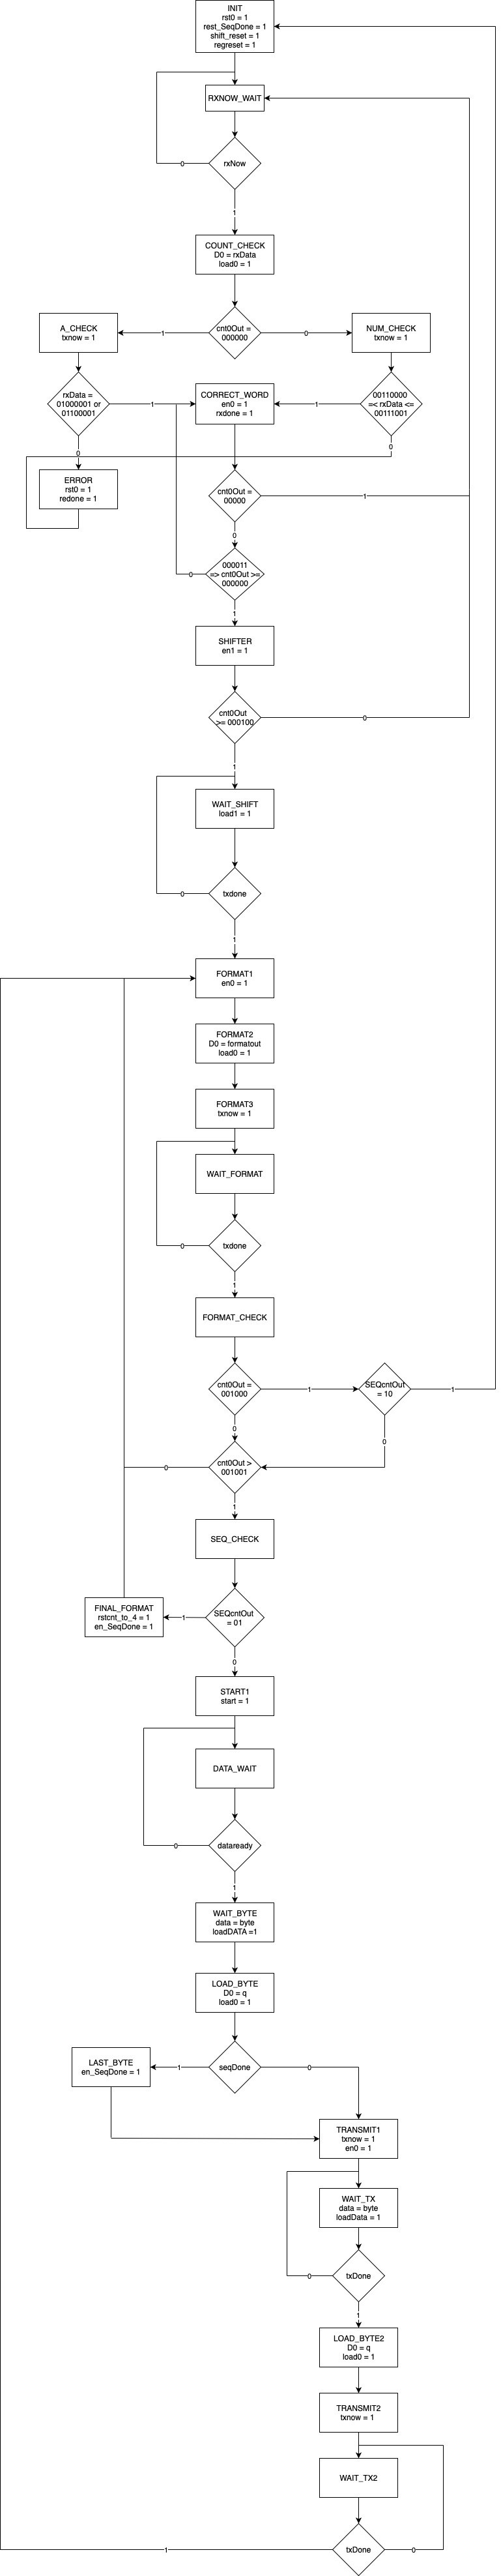 INIT
rst0 = 1
rest_SeqDone = 1
shift_reset = 1
regreset = 1
RXNOW_WAIT
0
rxNow
1
COUNT_CHECK
D0 = rxData
load0 = 1
A_CHECK
txnow = 1
1
cnt0Out =
000000
0
NUM_CHECK
txnow = 1
rxData =
01000001 or
01100001
1
CORRECT_WORD
en0 = 1
rxdone = 1
1
00110000
=< rxData <=
00111001
0
0
ERROR
rst0 = 1
redone = 1
cnt0Out =
00000
1
0
000011
=> cnt0Out >=
000000
0
1
SHIFTER
en1 = 1
cnt0Out
>= 000100
0
1
WAIT_SHIFT
load1 = 1
0
txdone
1
FORMAT1
en0 = 1
FORMAT2
D0 = formatout
load0 = 1
FORMAT3
txnow = 1
WAIT_FORMAT
0
txdone
1
FORMAT_CHECK
cnt0Out =
001000
1
SEQcntOut
= 10
1
0
0
0
cnt0Out >
001001
1
SEQ_CHECK
FINAL_FORMAT
rstcnt_to_4 = 1
en_SeqDone = 1
1
SEQcntOut
= 01
0
START1
start = 1
DATA_WAIT
0
dataready
1
WAIT_BYTE
data = byte
loadDATA =1
LOAD_BYTE
D0 = q
load0 = 1
LAST_BYTE
en_SeqDone = 1
1
seqDone
0
TRANSMIT1
txnow = 1
en0 = 1
WAIT_TX
data = byte
loadData = 1
0
txDone
1
LOAD_BYTE2
D0 = q
load0 = 1
TRANSMIT2
txnow = 1
WAIT_TX2
1
txDone
0